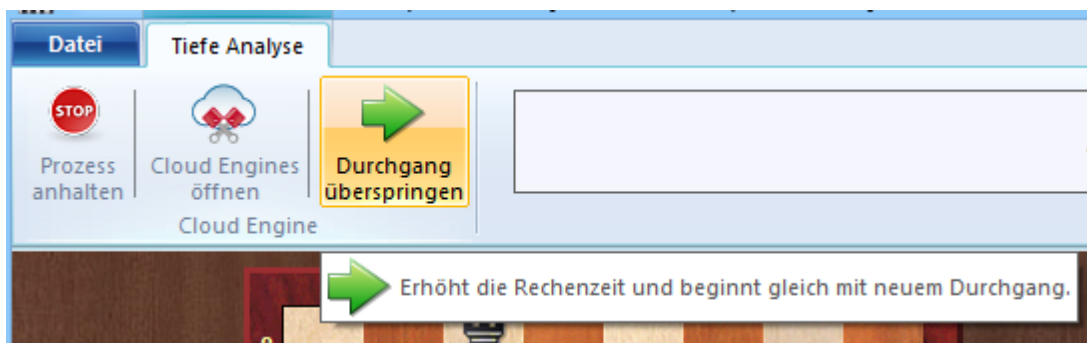 Datei
Tiefe Analyse
STOP
Prozess
anhalten
Cloud Engines
öffnen
Durchgang
überspringen
Cloud Engine
Erhöht die Rechenzeit und beginnt gleich mit neuem Durchgang.